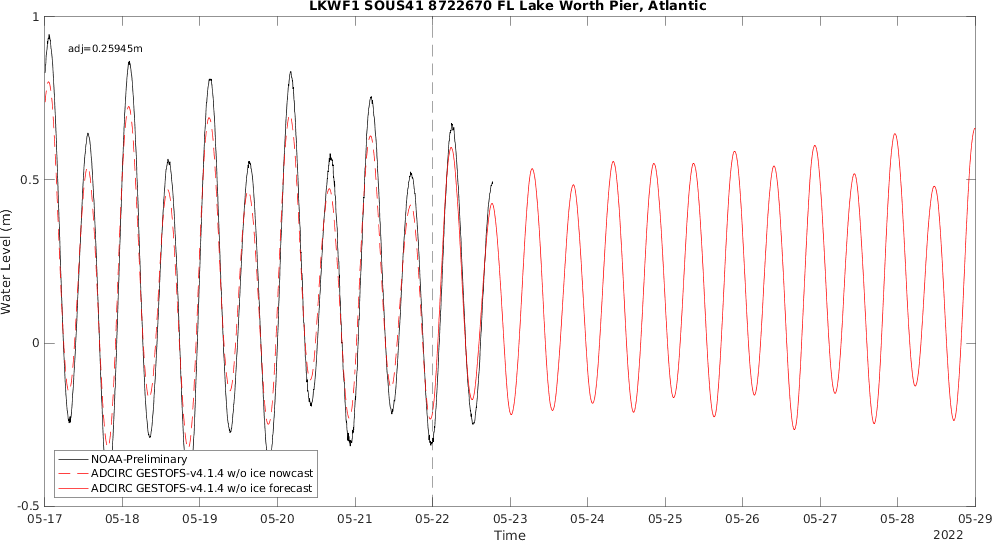 LKWF1 SOUS41 8722670 FL Lake Worth Pier, Atlantic
1
adj=0.25945m
0.5
Water Level (m)
0
NOAA-Preliminary
ADCIRC GESTOFS-v4.1.4 w/o ice nowcast
ADCIRC GESTOFS-v4.1.4 w/o ice forecast
-0.5
05-17 05-18 05-19 05-20 05-21 05-22 05-23 05-24 05-25 05-26 05-27 05-28 05-29
Time
2022